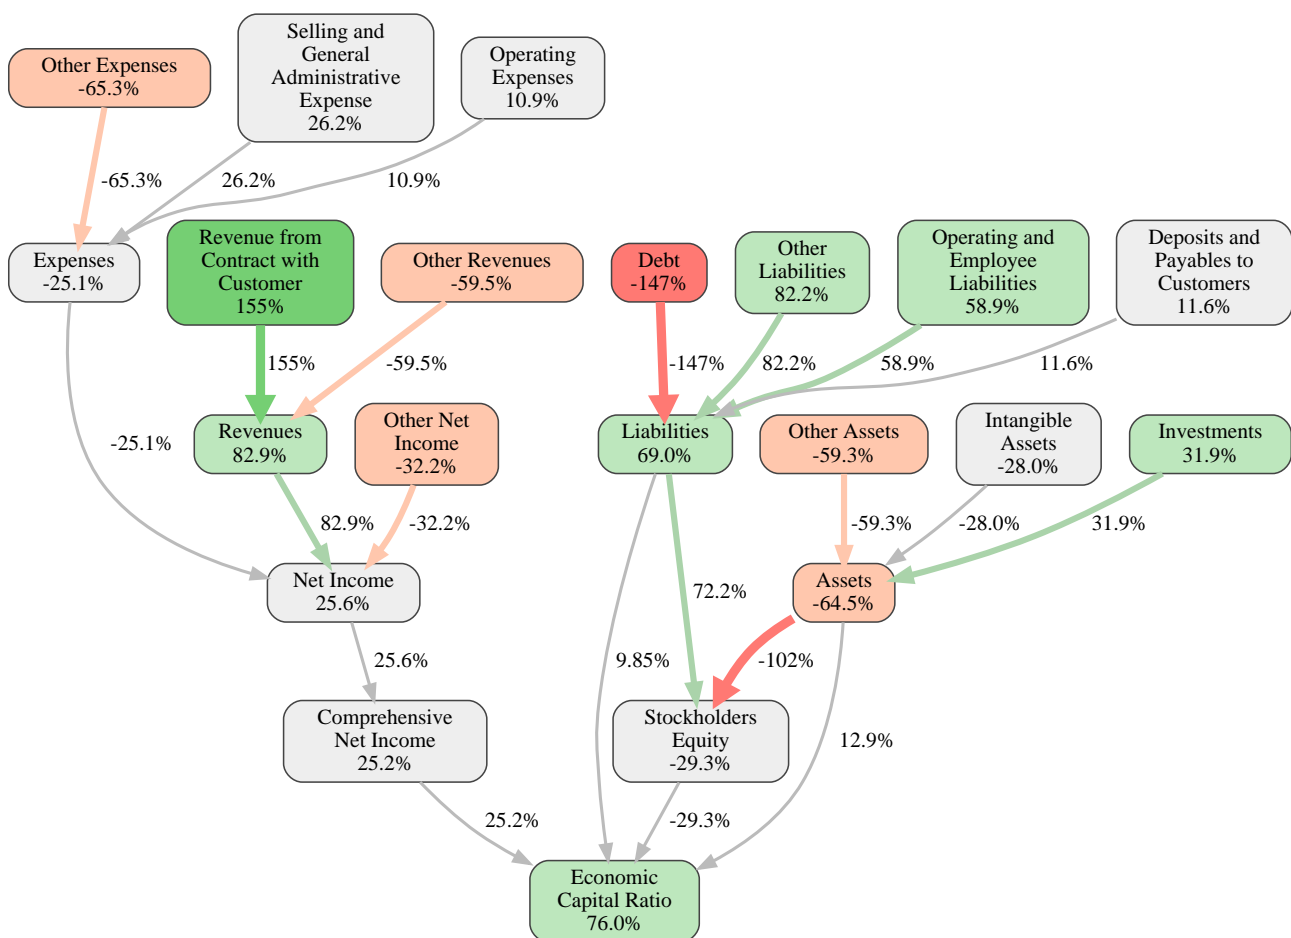 Other Expenses
-65.3%
Selling and
General
Administrative
Expense
26.2%
Operating
Expenses
10.9%
-65.3%
26.2%
10.9%
Expenses
-25.1%
Revenue from
Contract with
Customer
155%
Other Revenues
-59.5%
Debt
-147%
Other
Liabilities
82.2%
Operating and
Employee
Liabilities
58.9%
Deposits and
Payables to
Customers
11.6%
155%
-59.5%
-147%
82.2%
58.9%
11.6%
-25.1%
Revenues
82.9%
Other Net
Income
-32.2%
Liabilities
69.0%
Other Assets
-59.3%
Intangible
Assets
-28.0%
Investments
31.9%
82.9%
-32.2%
-59.3%
-28.0%
31.9%
Net Income
25.6%
72.2%
Assets
-64.5%
25.6%
9.85%
-102%
Comprehensive
Net Income
25.2%
Stockholders
Equity
-29.3%
12.9%
25.2%
-29.3%
Economic
Capital Ratio
76.0%